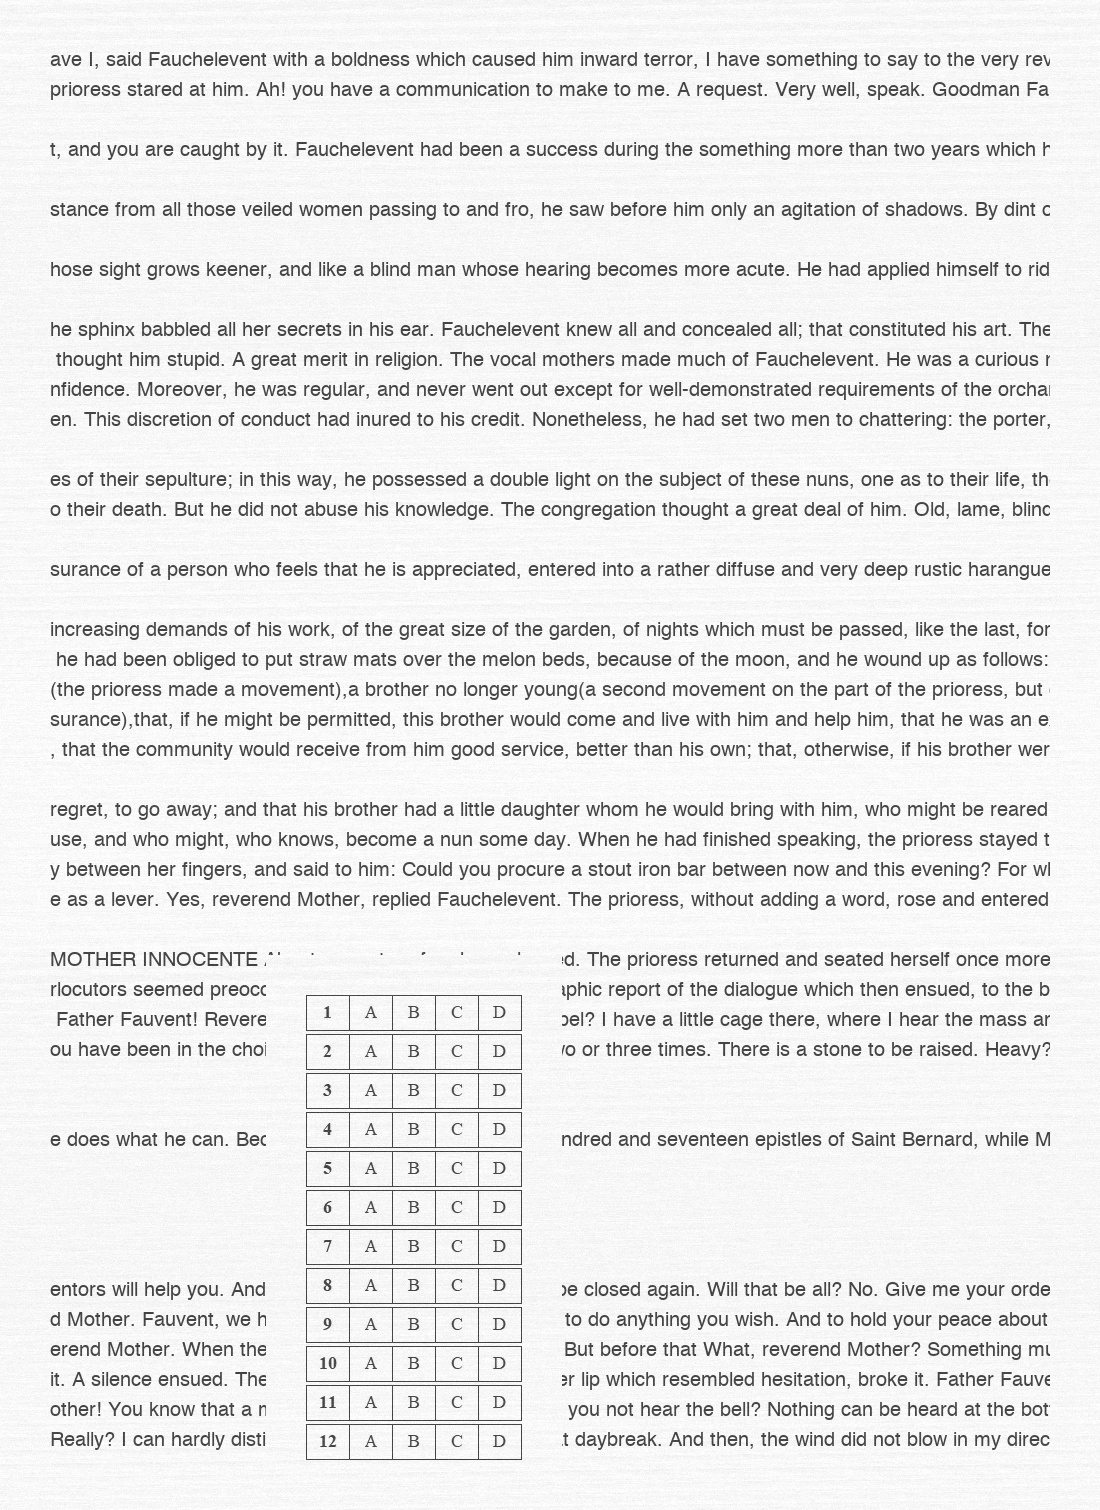 ave I, said Fauchelevent with a boldness which caused him inward terror, I have something to say to the very rev
prioress stared at him. Ah! you have a communication to make to me. A request. Very well, speak. Goodman Fa
t, and you are caught by it. Fauchelevent had been a success during the something more than two years which
stance from all those veiled women passing to and fro, he saw before him only an agitation of shadows. By dint
hose sight grows keener, and like a blind man whose hearing becomes more acute. He had applied himself to rid
he sphinx babbled all her secrets in his ear. Fauchelevent knew all and concealed all; that constituted his art. The
thought him stupid. A great merit in religion. The vocal mothers made much of Fauchelevent. He was a curious
nfidence. Moreover, he was regular, and never went out except for well-demonstrated requirements of the orchar
en. This discretion of conduct had inured to his credit. Nonetheless, he had set two men to chattering: the porter,
es of their sepulture; in this way, he possessed a double light on the subject of these nuns, one as to their life, th
o their death. But he did not abuse his knowledge. The congregation thought a great deal of him. Old, lame, blind
surance of a person who feels that he is appreciated, entered into a rather diffuse and very deep rustic harangue
increasing demands of his work, of the great size of the garden, of nights which must be passed, like the last, for
he had been obliged to put straw mats over the melon beds, because of the moon, and he wound up as follows:
(the prioress made a movement),a brother no longer young(a second movement on the part of the prioress, but
surance),that, if he might be permitted, this brother would come and live with him and help him, that he was an e
, that the community would receive from him good service, better than his own; that, otherwise, if his brother wer
regret, to go away; and that his brother had a little daughter whom he would bring with him, who might be reared
use, and who might, who knows, become a nun some day. When he had finished speaking, the prioress stayed t
y between her fingers, and said to him: Could you procure a stout iron bar between now and this evening? For wh
e as a lever. Yes, reverend Mother, replied Fauchelevent. The prioress, without adding a word, rose and entered
MOTHER INNOCENTE ed. The prioress returned and seated herself once more
rlocutors seemed preocc aphic report of the dialogue which then ensued, to the b
Father Fauvent! Revere pel? I have a little cage there, where I hear the mass an
ou have been in the choi wo or three times. There is a stone to be raised. Heavy?
e does what he can. Bec ndred and seventeen epistles of Saint Bernard, while M
entors will help you. And be closed again. Will that be all? No. Give me your orde
d Mother. Fauvent, we h to do anything you wish. And to hold your peace about
erend Mother. When the But before that What, reverend Mother? Something mu
it. A silence ensued. The er lip which resembled hesitation, broke it. Father Fauve
other! You know that a m you not hear the bell? Nothing can be heard at the bot
Really? I can hardly disti t daybreak. And then, the wind did not blow in my direc
1 A B C D
2 A B C D
3 A B C D
4 A B C D
5 A B C D
6 A B C D
7 A B C D
8 A B C D
9 A B C D
10 A B C D
11 A B C D
12 A B C D